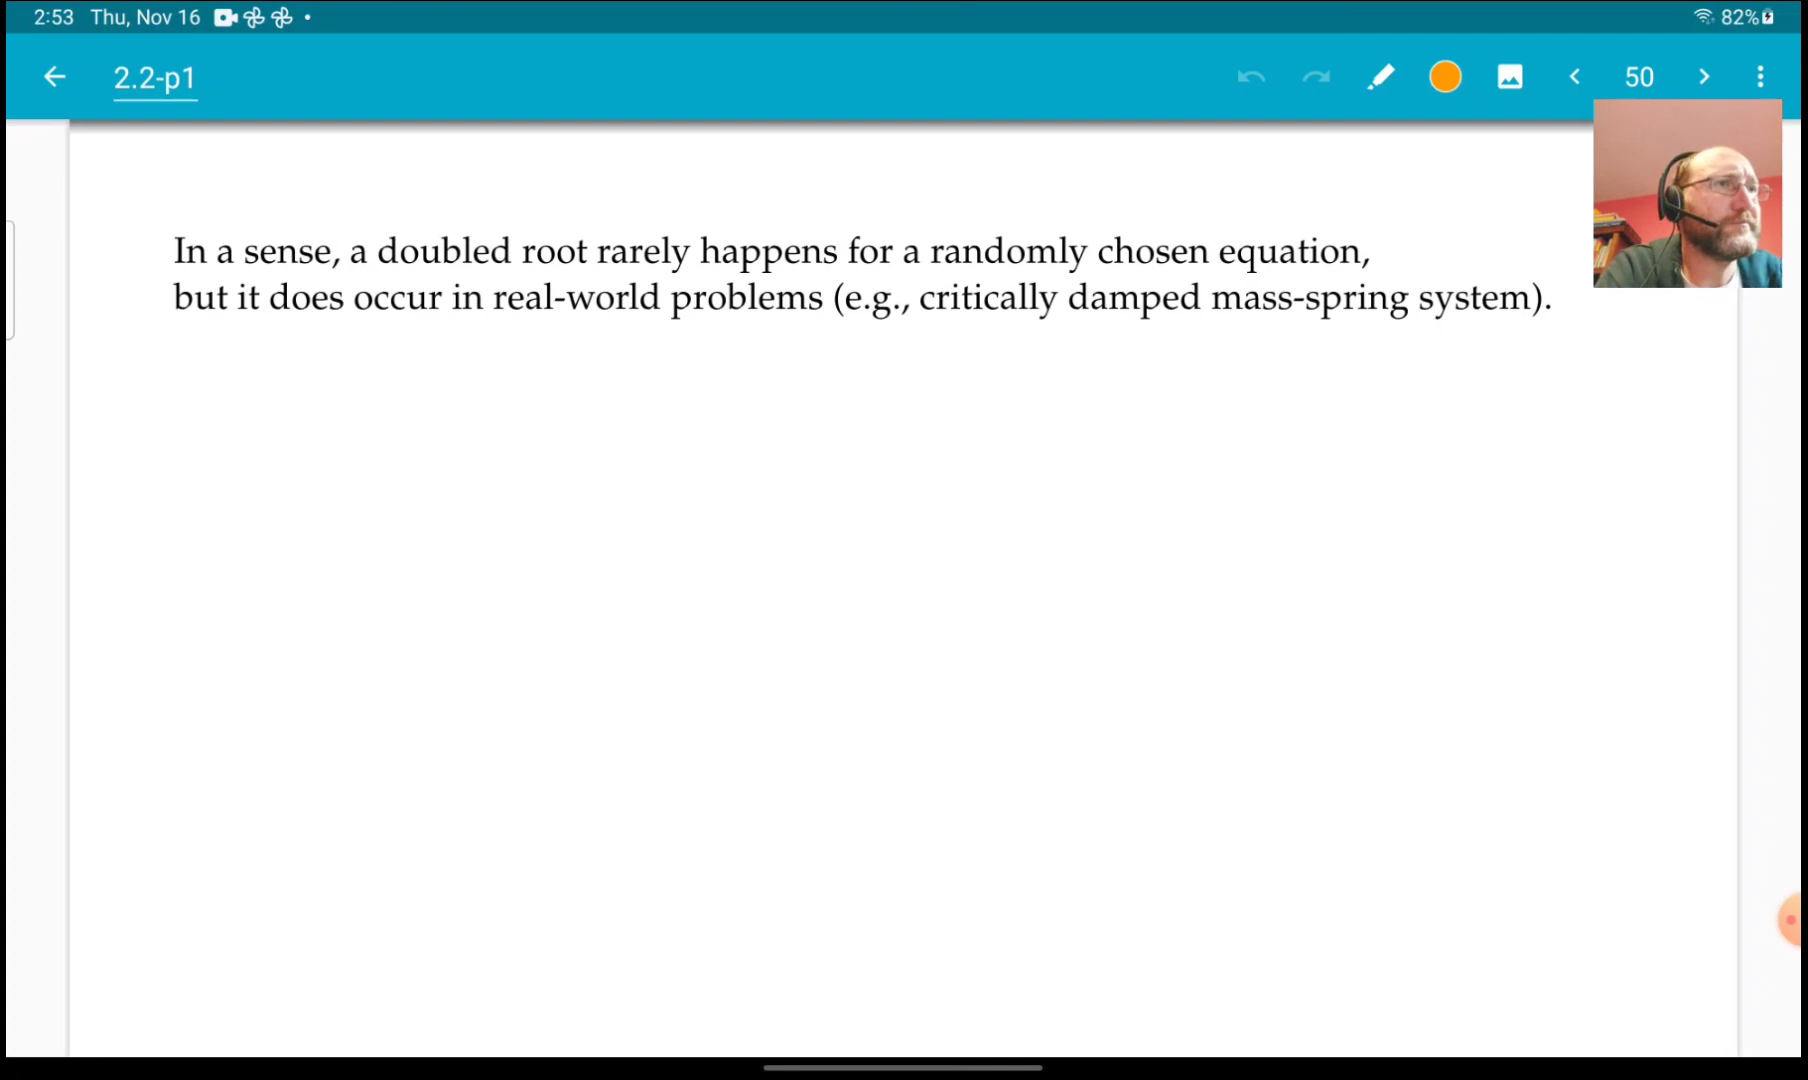 2:53 Thu, Nov 16 82%
2.2-p1 50
In a sense, a doubled root rarely happens for a randomly chosen equation,
but it does occur in real-world problems (e.g., critically damped mass-spring system).